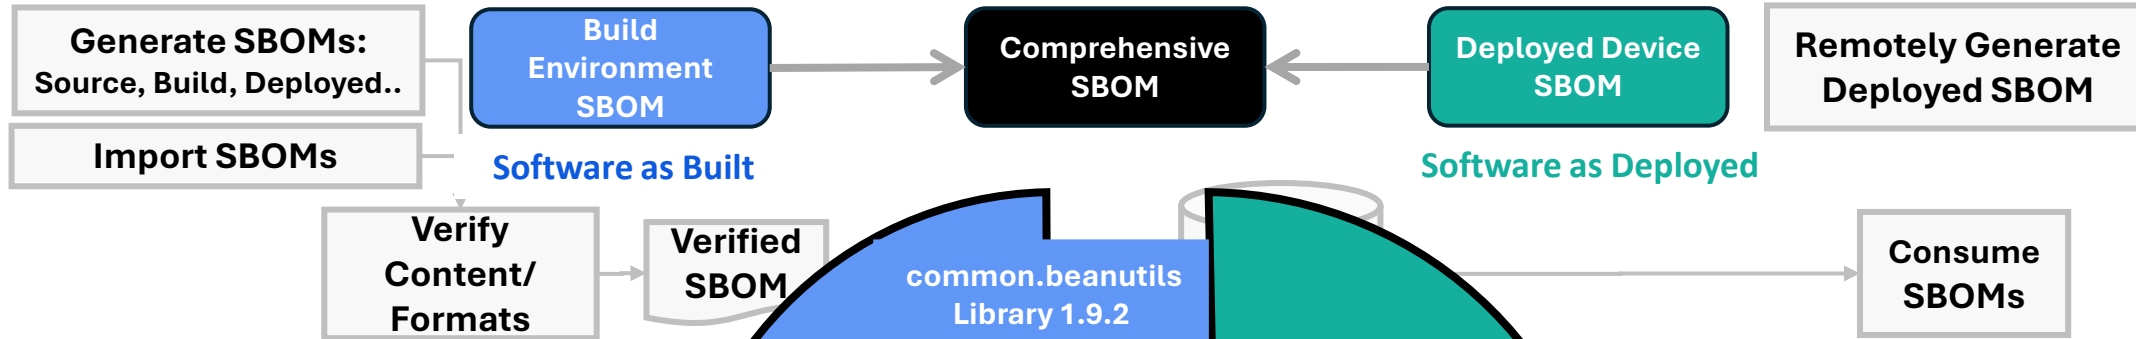 Generate SBOMs:
Source, Build, Deployed..
Import SBOMs
Build
Environment
SBOM
Software as Built
Comprehensive
SBOM
Deployed Device
SBOM
Software as Deployed
Remotely Generate
Deployed SBOM
Verify
Content/
Formats
Verified
SBOM
common.beanutils
Library 1.9.2
Consume
SBOMs